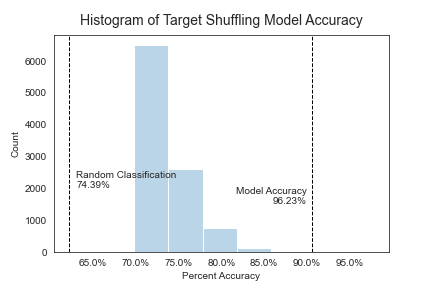 Histogram of Target Shuffling Model Accuracy
6000
5000
4000
3000
2000
1000
0
Count
Random Classification
74.39%
Model Accuracy
96.23%
65.0% 70.0% 75.0% 80.0% 85.0% 90.0% 95.0%
Percent Accuracy